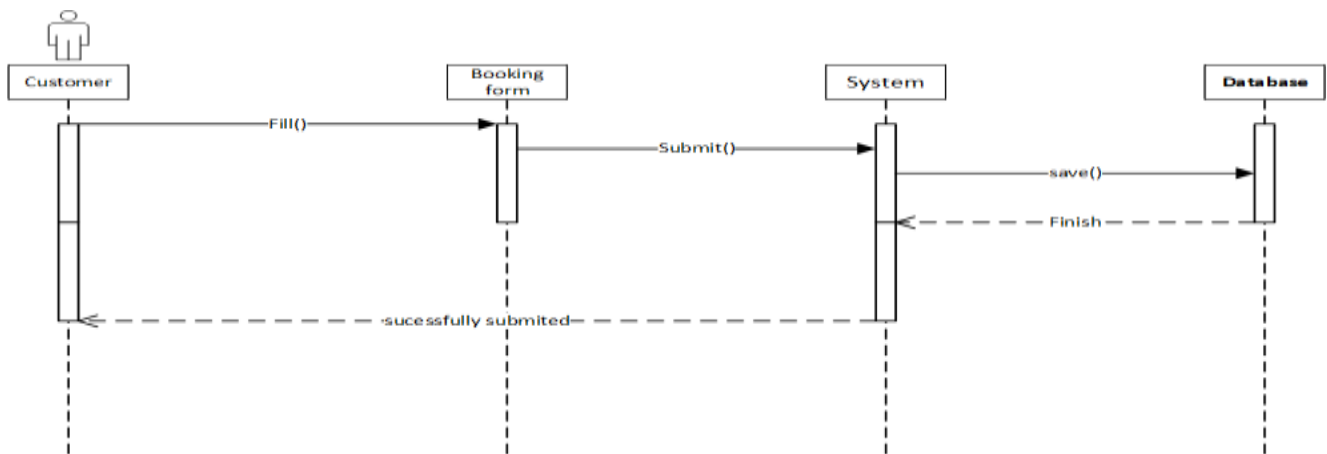 Customer
Booking
form
System
Database
Fill()
Submit()
save()
Finish
sucessfully submited